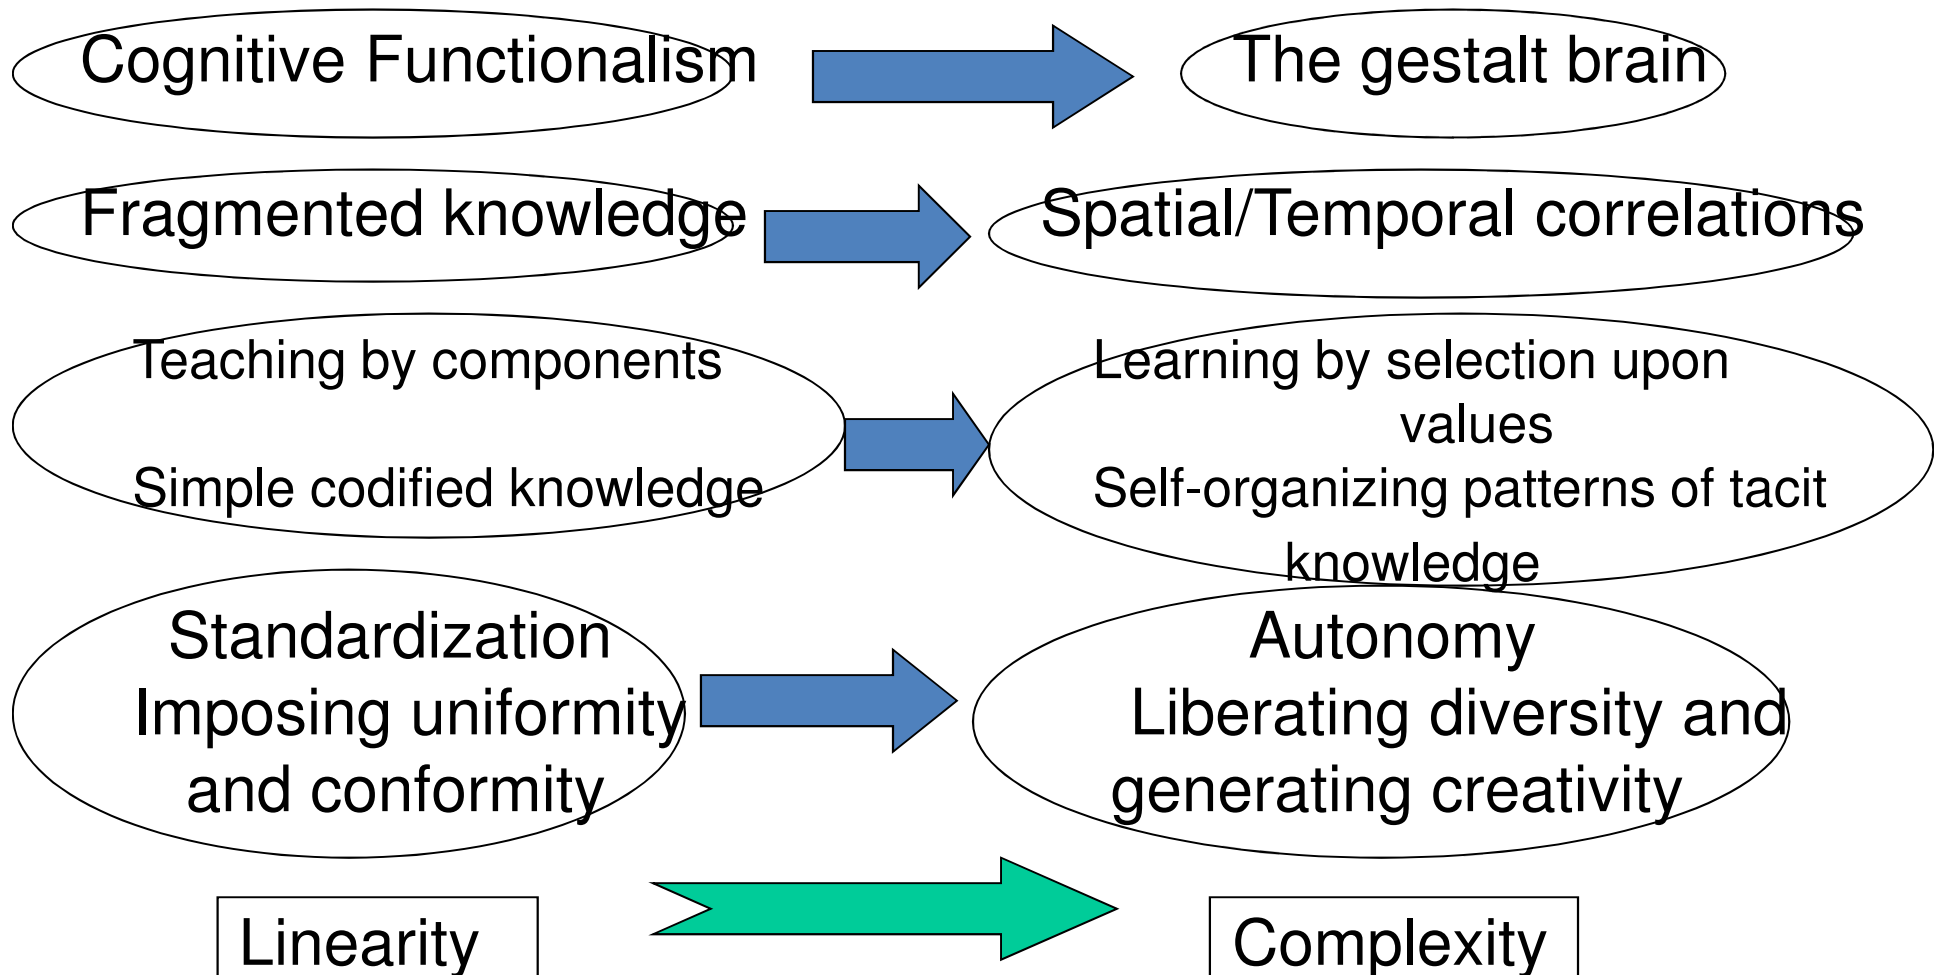 Cognitive Functionalism
The gestalt brain
Fragmented knowledge
Spatial/Temporal correlations
Teaching by components
Simple codified knowledge
Learning by selection upon
values
Self-organizing patterns of tacit
knowledge
Standardization
Imposing uniformity
and conformity
Autonomy
Liberating diversity and
generating creativity
Linearity
Complexity